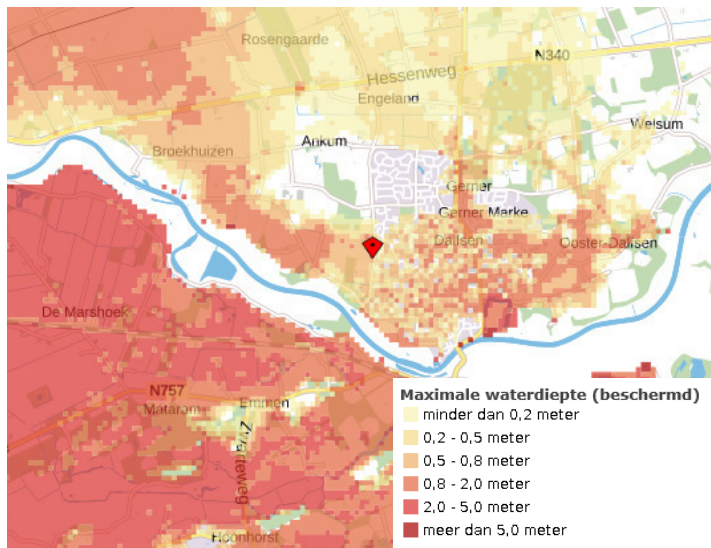 Rosengaarde
N340
Hessenweg
Engeland
Welsum
Ankum
Broekhuizen
Gerner
Gerner Marke
Dalfsen
Ooster-Dalfsen
De Marshoek
N757
Mataram
Emmen
Zwarteweg
Hoonhorst
Maximale waterdiepte (beschermd)
minder dan 0,2 meter
0,2 - 0,5 meter
0,5 - 0,8 meter
0,8 - 2,0 meter
2,0 - 5,0 meter
meer dan 5,0 meter